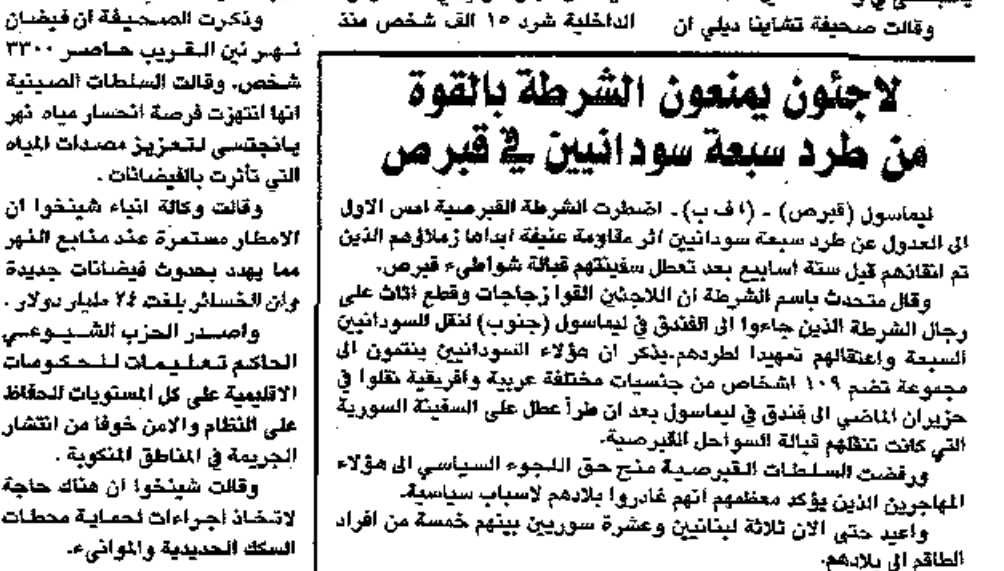 وقالت صحيفة تشاينا ديلي ان
الداخلية شرد ١٥ الف شخص منذ
لاجئون يمنعون الشرطة بالقوة
من طرد سبعة سودانيين في قبرص
ليماسول (قبرص) - (ا ف ب)- اضطرت الشرطة القبرصية امس الاول
الى العدول عن طرد سبعة سودانيين اثر مقاومة عنيفة ابداها زملاؤهم الذين
تم انقاذهم قبل ستة اسابيع بعد تعطل سفينتهم قبالة شواطىء قبرص.
وقال متحدث باسم الشرطة ان اللاجئين القوا زجاجات وقطع اثاث على
رجال الشرطة الذين جاءوا الى الفندق في ليماسول (جنوب) لنقل السودانيين
السبعة واعتقالهم تمهيدا لطردهم.يذكر ان هؤلاء السودانيين ينتمون الى
مجموعة تضم ١٠٩ اشخاص من جنسيات مختلفة عربية وافريقية نقلوا في
حزيران الماضي الى فندق في ليماسول بعد ان طرأ عطل على السفينة السورية
التي كانت تنقلهم قبالة السواحل القبرصية.
ورفضت السلطات القبرصية منح حق اللجوء السياسي الى هؤلاء
المهاجرين الذين يؤكد معظمهم انهم غادروا بلادهم لاسباب سياسية.
واعيد حتى الان ثلاثة لبنانيين وعشرة سوريين بينهم خمسة من افراد
الطاقم الى بلادهم.
وذكرت الصحيفة ان فيضان
نهر نين القريب حاصر ٣٣٠٠
شخص. وقالت السلطات الصينية
انها انتهزت فرصة انحسار مياه نهر
يانجتسي لتعزيز مصدات المياه
التي تأثرت بالفيضانات .
وقالت وكالة انباء شينخوا ان
الامطار مستمرة عند منابع النهر
مما يهدد بحدوث فيضانات جديدة
وان الخسائر بلغت ٢٤ مليار دولار .
واصدر الحزب الشيوعي
الحاكم تعليمات للحكومات
الاقليمية على كل المستويات للحفاظ
على النظام والامن خوفا من انتشار
الجريمة في المناطق المنكوبة .
وقالت شينخوا ان هناك حاجة
لاتخاذ اجراءات لحماية محطات
السكك الحديدية والموانىء.